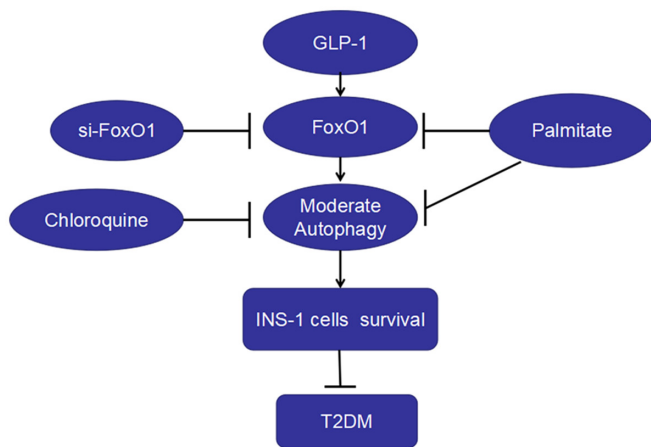 GLP-1
si-FoxO1
FoxO1
Palmitate
Chloroquine
Moderate
Autophagy
INS-1 cells survival
T2DM